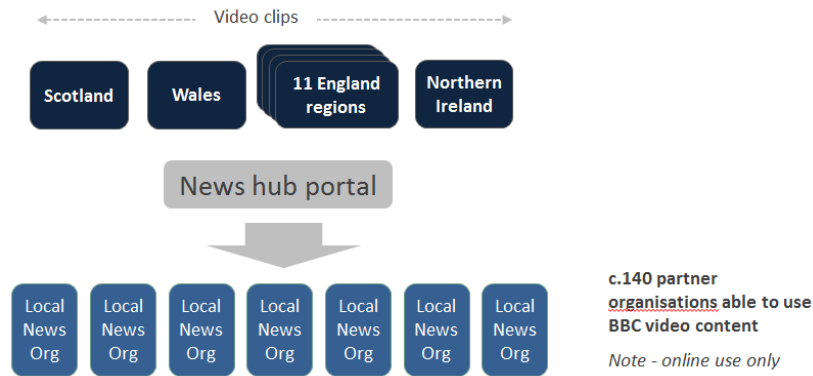 Video clips
Scotland
Wales
11 England
regions
Northern
Ireland
News hub portal
Local
News
Org
Local
News
Org
Local
News
Org
Local
News
Org
Local
News
Org
Local
News
Org
Local
News
Org
c.140 partner
organisations able to use
BBC video content
Note - online use only